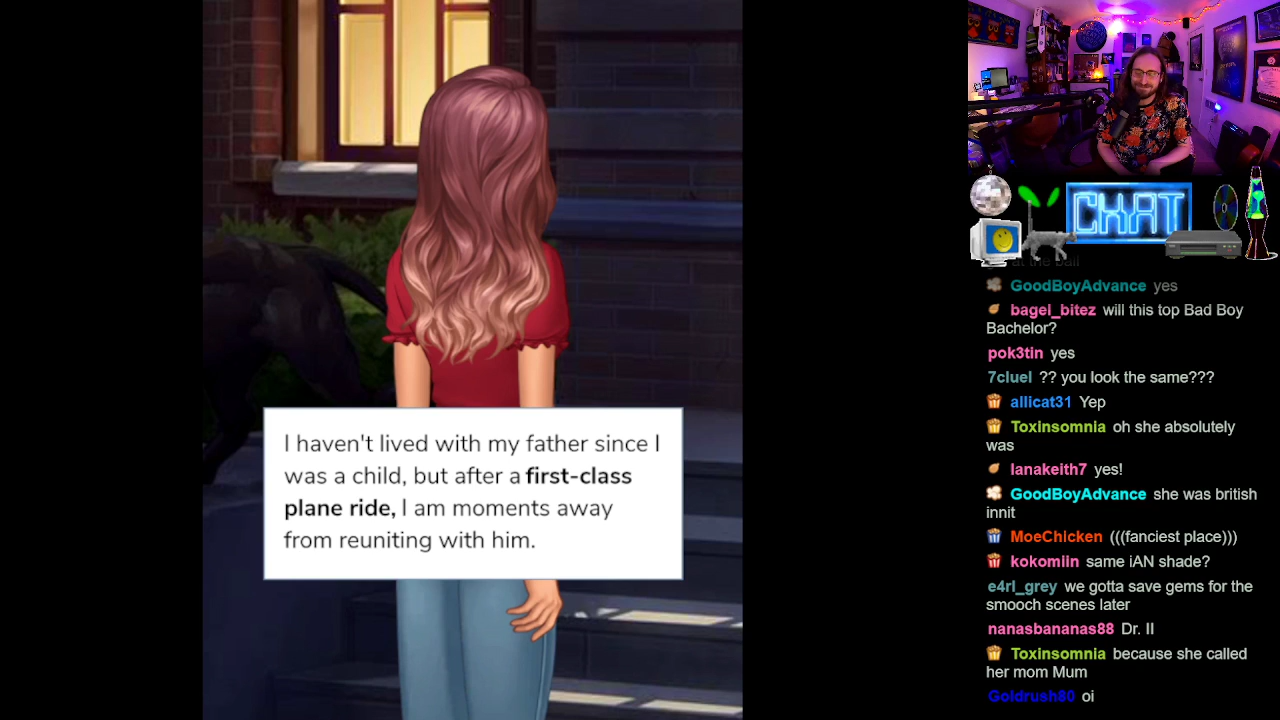 I haven't lived with my father since I
was a child, but after a first-class
plane ride, I am moments away
from reuniting with him.
CHAT
at the ball
GoodBoyAdvance yes
bagel_bitez will this top Bad Boy
Bachelor?
pok3tin yes
7cluel ?? you look the same???
allicat31 Yep
Toxinsomnia oh she absolutely
was
lanakeith7 yes!
GoodBoyAdvance she was british
innit
MoeChicken (((fanciest place)))
kokomlin same iAN shade?
e4rl_grey we gotta save gems for the
smooch scenes later
nanasbananas88 Dr. II
Toxinsomnia because she called
her mom Mum
Goldrush80 oi